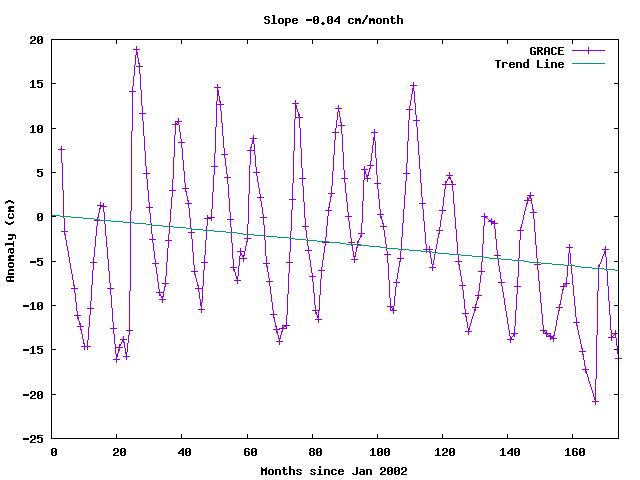 Slope -0.04 cm/month
GRACE
Trend Line
20
15
10
5
0
-5
-10
-15
-20
-25
Anomaly (cm)
0 20 40 60 80 100 120 140 160
Months since Jan 2002